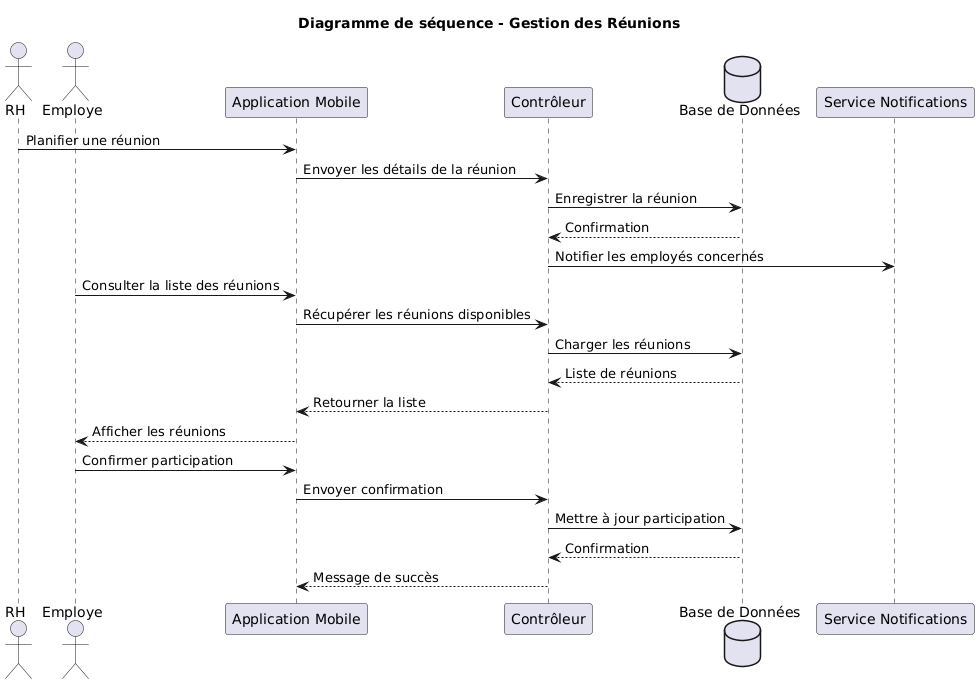 Diagramme de séquence - Gestion des Réunions
RH
Employe
Application Mobile
Contrôleur
Base de Données
Service Notifications
Planifier une réunion
Envoyer les détails de la réunion
Enregistrer la réunion
Confirmation
Notifier les employés concernés
Consulter la liste des réunions
Récupérer les réunions disponibles
Charger les réunions
Liste de réunions
Retourner la liste
Afficher les réunions
Confirmer participation
Envoyer confirmation
Mettre à jour participation
Confirmation
Message de succès
RH
Employe
Application Mobile
Contrôleur
Base de Données
Service Notifications